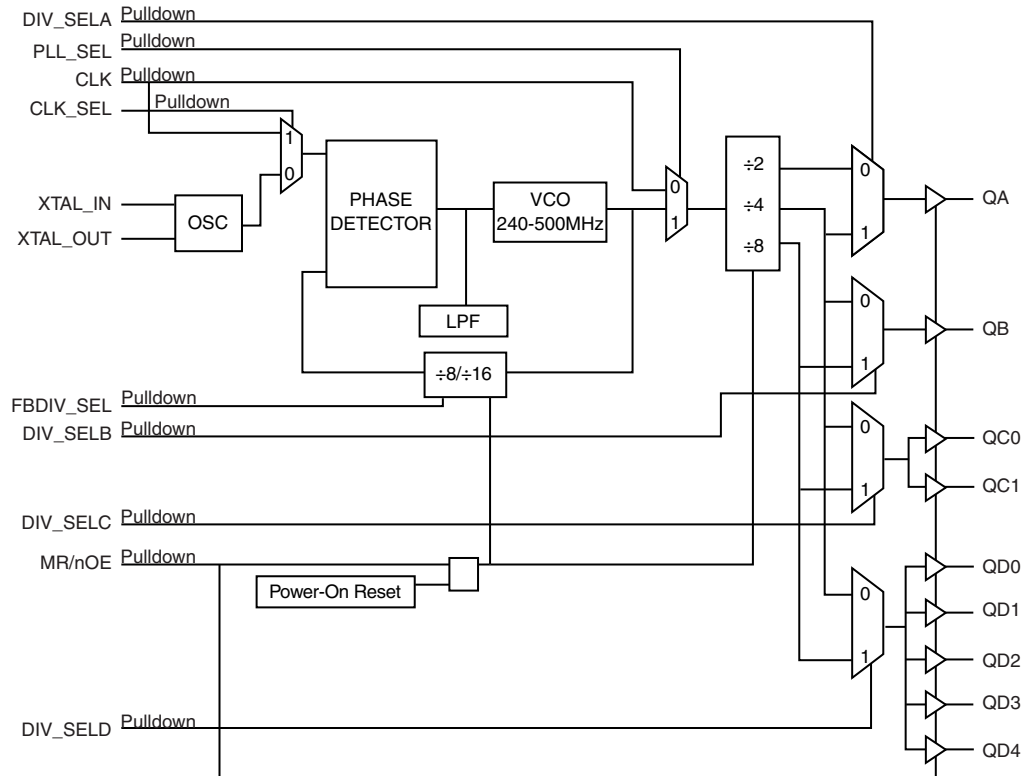 DIV_SELA Pulldown
PLL_SEL Pulldown
CLK Pulldown
CLK_SEL Pulldown
1
0
XTAL_IN
XTAL_OUT
OSC
PHASE
DETECTOR
VCO
240-500MHz
LPF
÷8/÷16
0
1
÷2
÷4
÷8
0
1
QA
0
1
QB
FBDIV_SEL Pulldown
DIV_SELB Pulldown
0
1
QC0
QC1
DIV_SELC Pulldown
MR/nOE Pulldown
Power-On Reset
0
1
QD0
QD1
QD2
QD3
QD4
DIV_SELD Pulldown